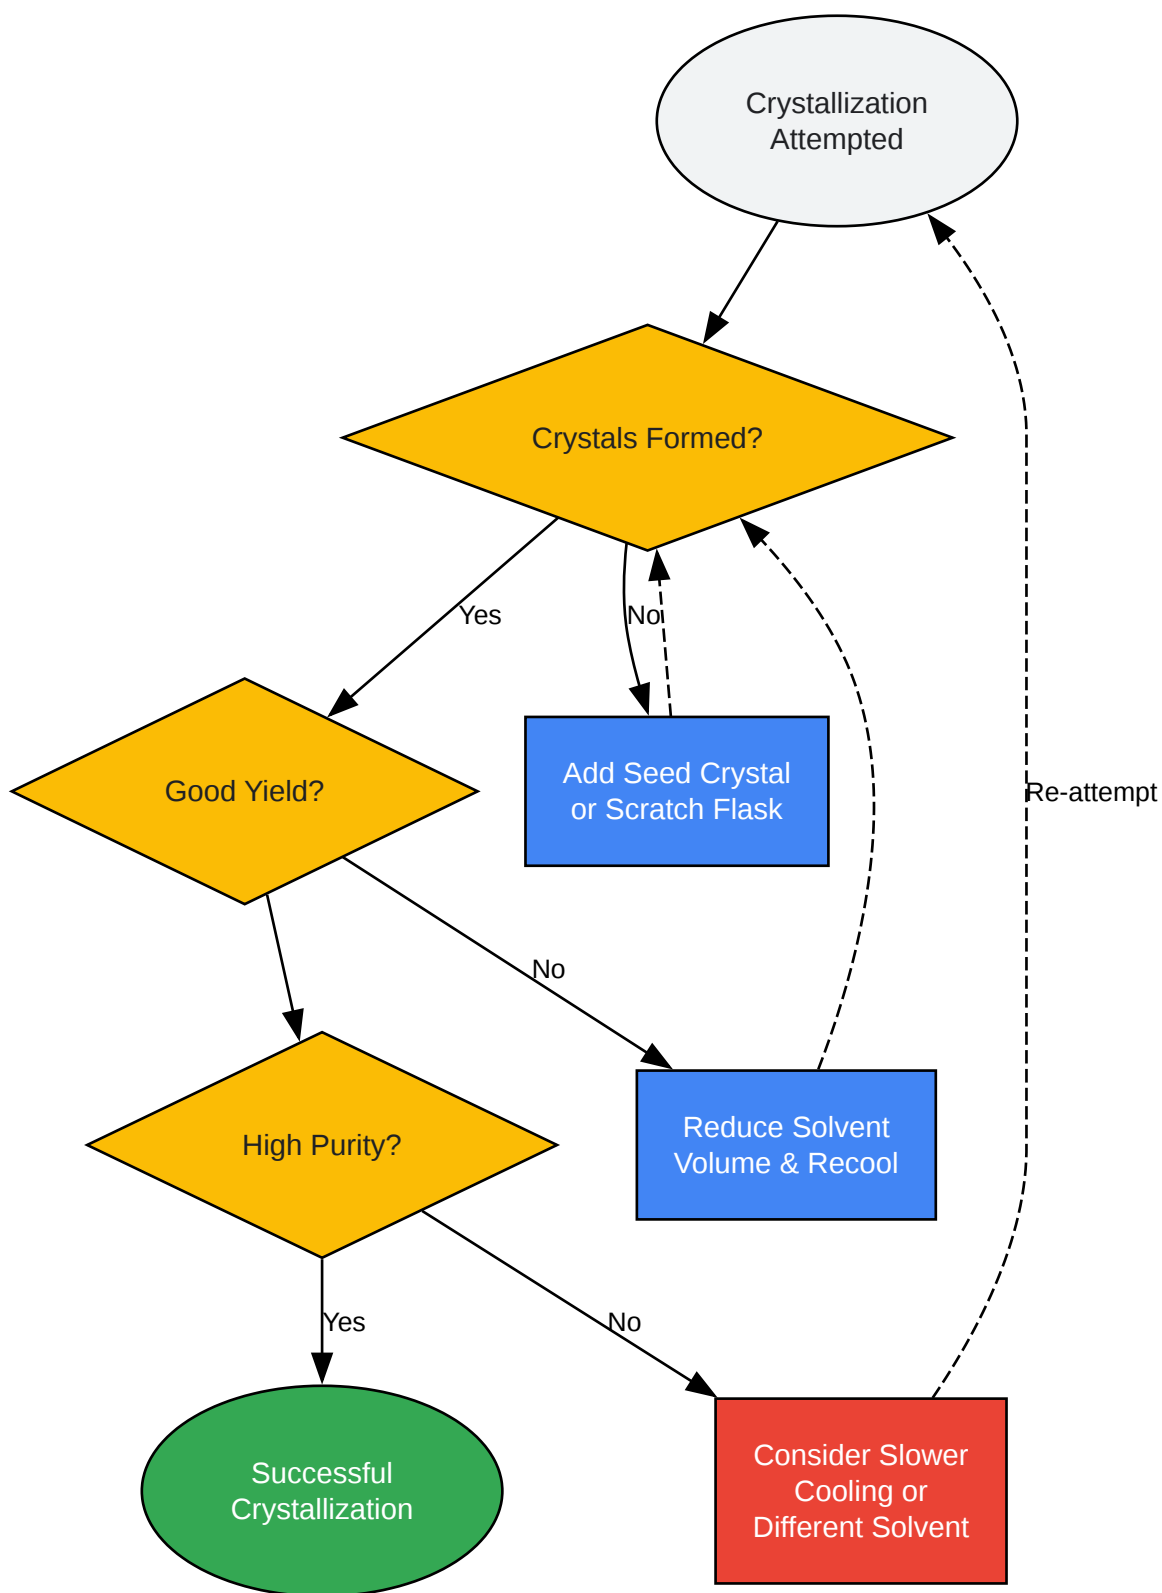 Crystallization
Attempted
Crystals Formed?
Yes
No
Good Yield?
Add Seed Crystal
or Scratch Flask
Re-attempt
No
High Purity?
Reduce Solvent
Volume & Recool
Yes
No
Successful
Crystallization
Consider Slower
Cooling or
Different Solvent